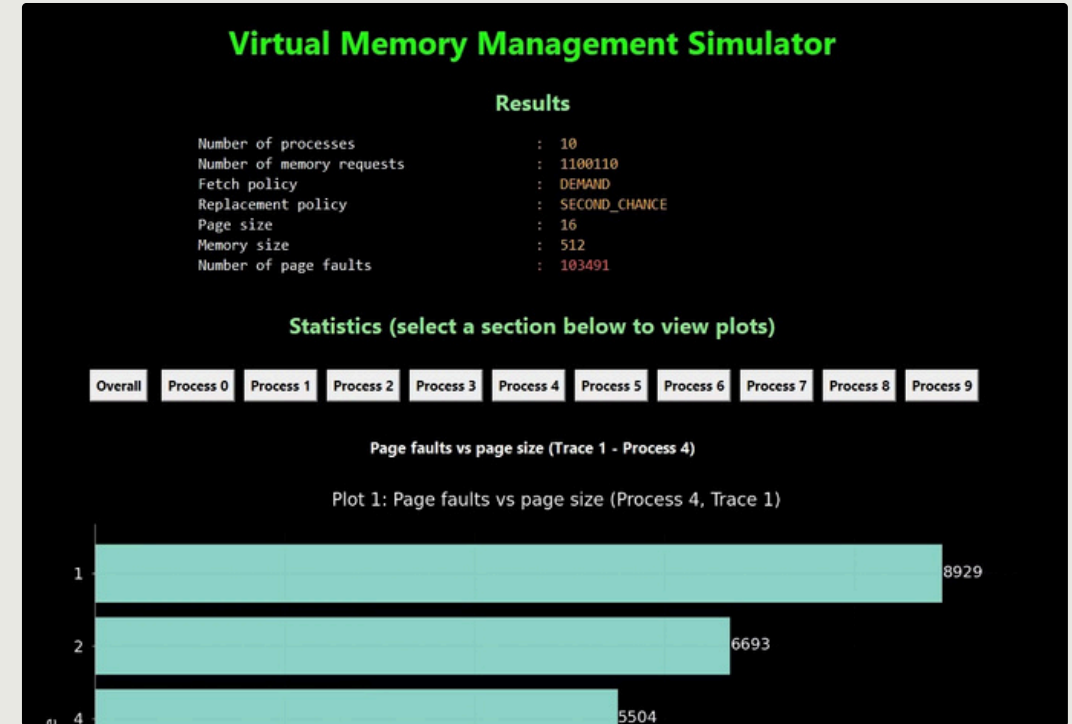 Virtual Memory Management Simulator
Results
Number of processes : 10
Number of memory requests : 1100110
Fetch policy : DEMAND
Replacement policy : SECOND_CHANCE
Page size : 16
Memory size : 512
Number of page faults : 103491
Statistics (select a section below to view plots)
Overall Process 0 Process 1 Process 2 Process 3 Process 4 Process 5 Process 6 Process 7 Process 8 Process 9
Page faults vs page size (Trace 1 - Process 4)
Plot 1: Page faults vs page size (Process 4, Trace 1)
1 8929
2 6693
4 5504